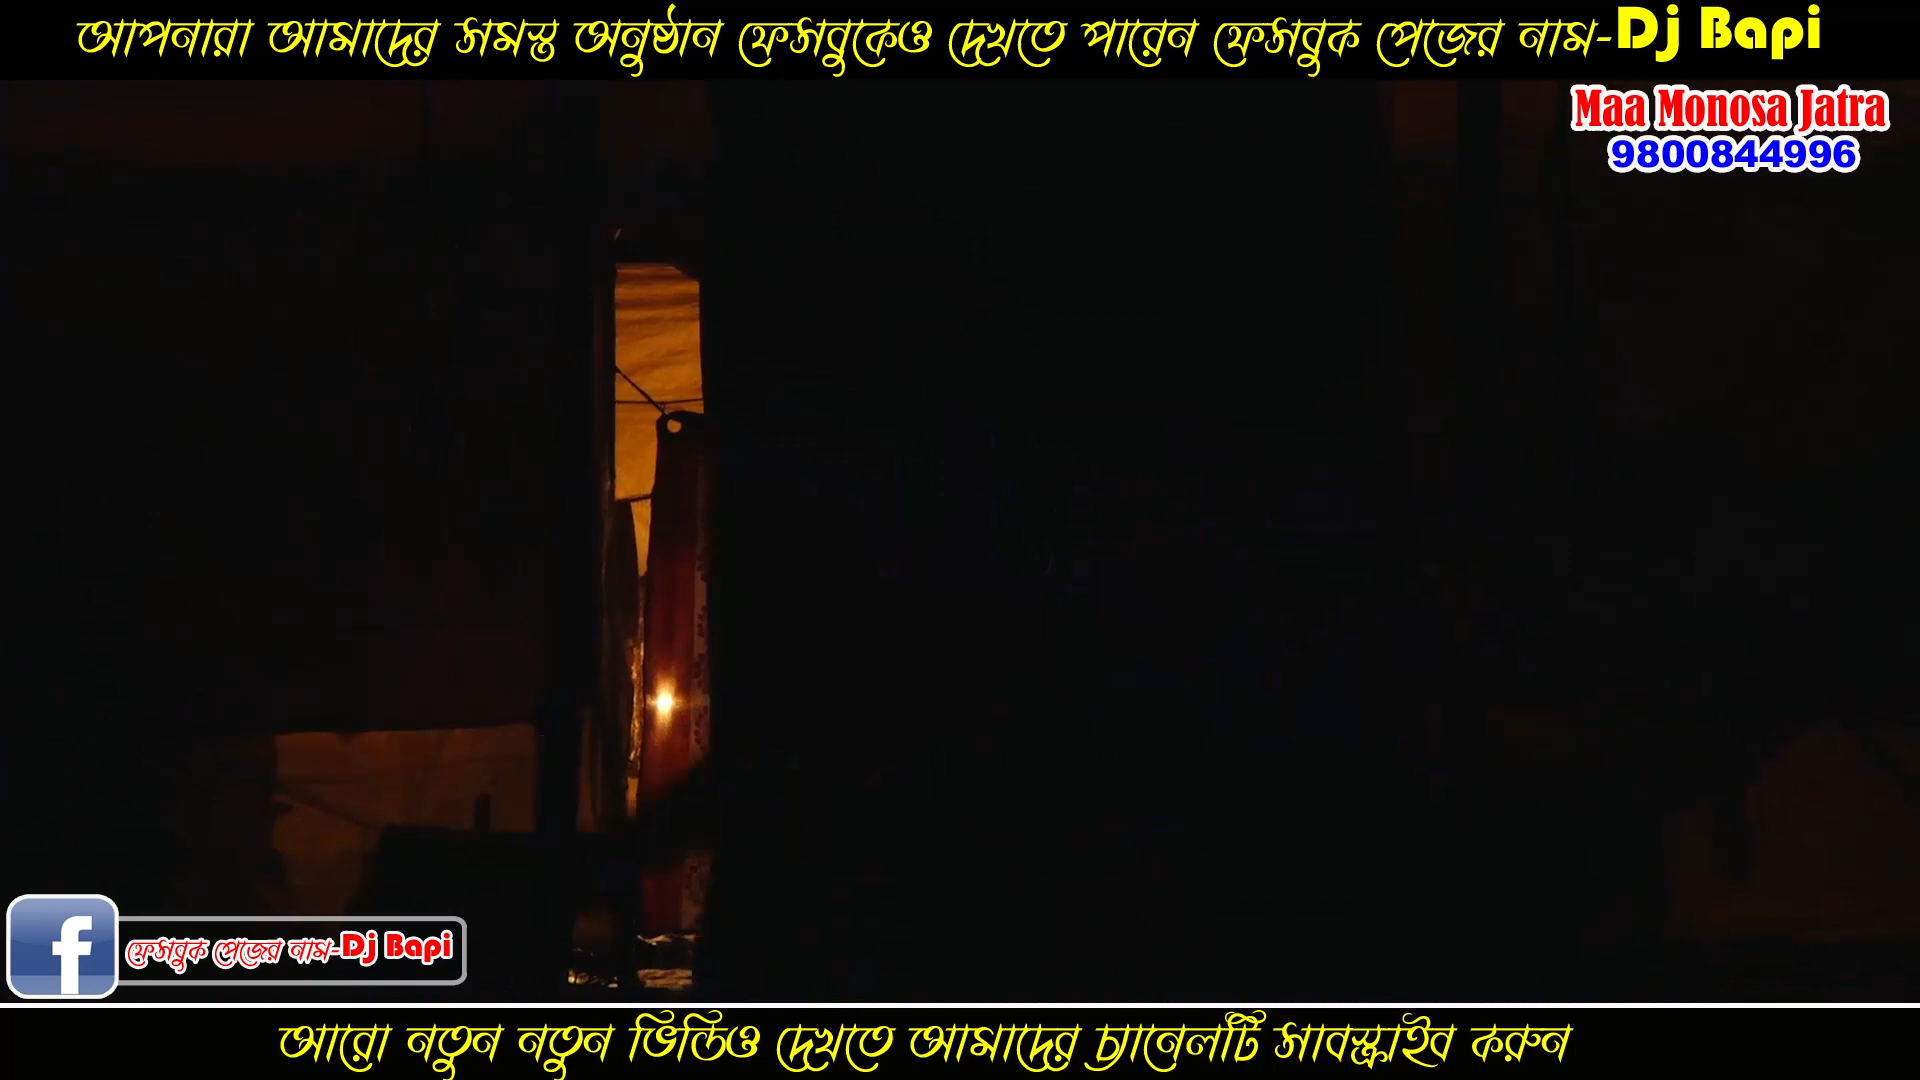 আপনারা আমাদের সমস্ত অনুষ্ঠান ফেসবুকেও দেখতে পারেন ফেসবুক পেজের নাম-Dj Bapi
Maa Monosa Jatra
9800844996
f ফেসবুক পেজের নাম-Dj Bapi
আরো নতুন নতুন ভিডিও দেখতে আমাদের চ্যানেলটি সাবস্ক্রাইব করুন